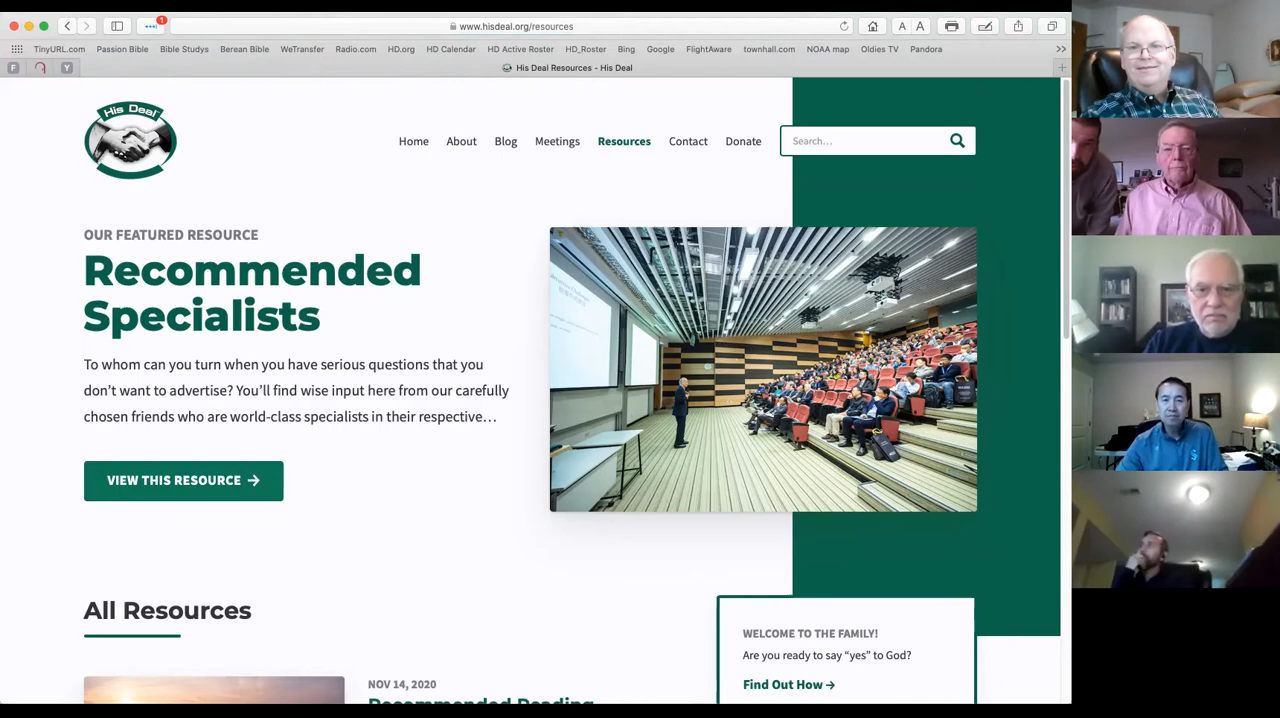 1
www.hisdeal.org/resources
A A
TinyURL.com Passion Bible Bible Studys Berean Bible WeTransfer Radio.com HD.org HD Calendar HD Active Roster HD_Roster Bing Google FlightAware townhall.com NOAA map Oldies TV Pandora
F Y His Deal Resources - His Deal
His Deal
Home About Blog Meetings Resources Contact Donate Search...
OUR FEATURED RESOURCE
Recommended
Specialists
To whom can you turn when you have serious questions that you
don’t want to advertise? You’ll find wise input here from our carefully
chosen friends who are world-class specialists in their respective…
VIEW THIS RESOURCE
All Resources
WELCOME TO THE FAMILY!
Are you ready to say “yes” to God?
Find Out How
NOV 14, 2020
Recommended Reading